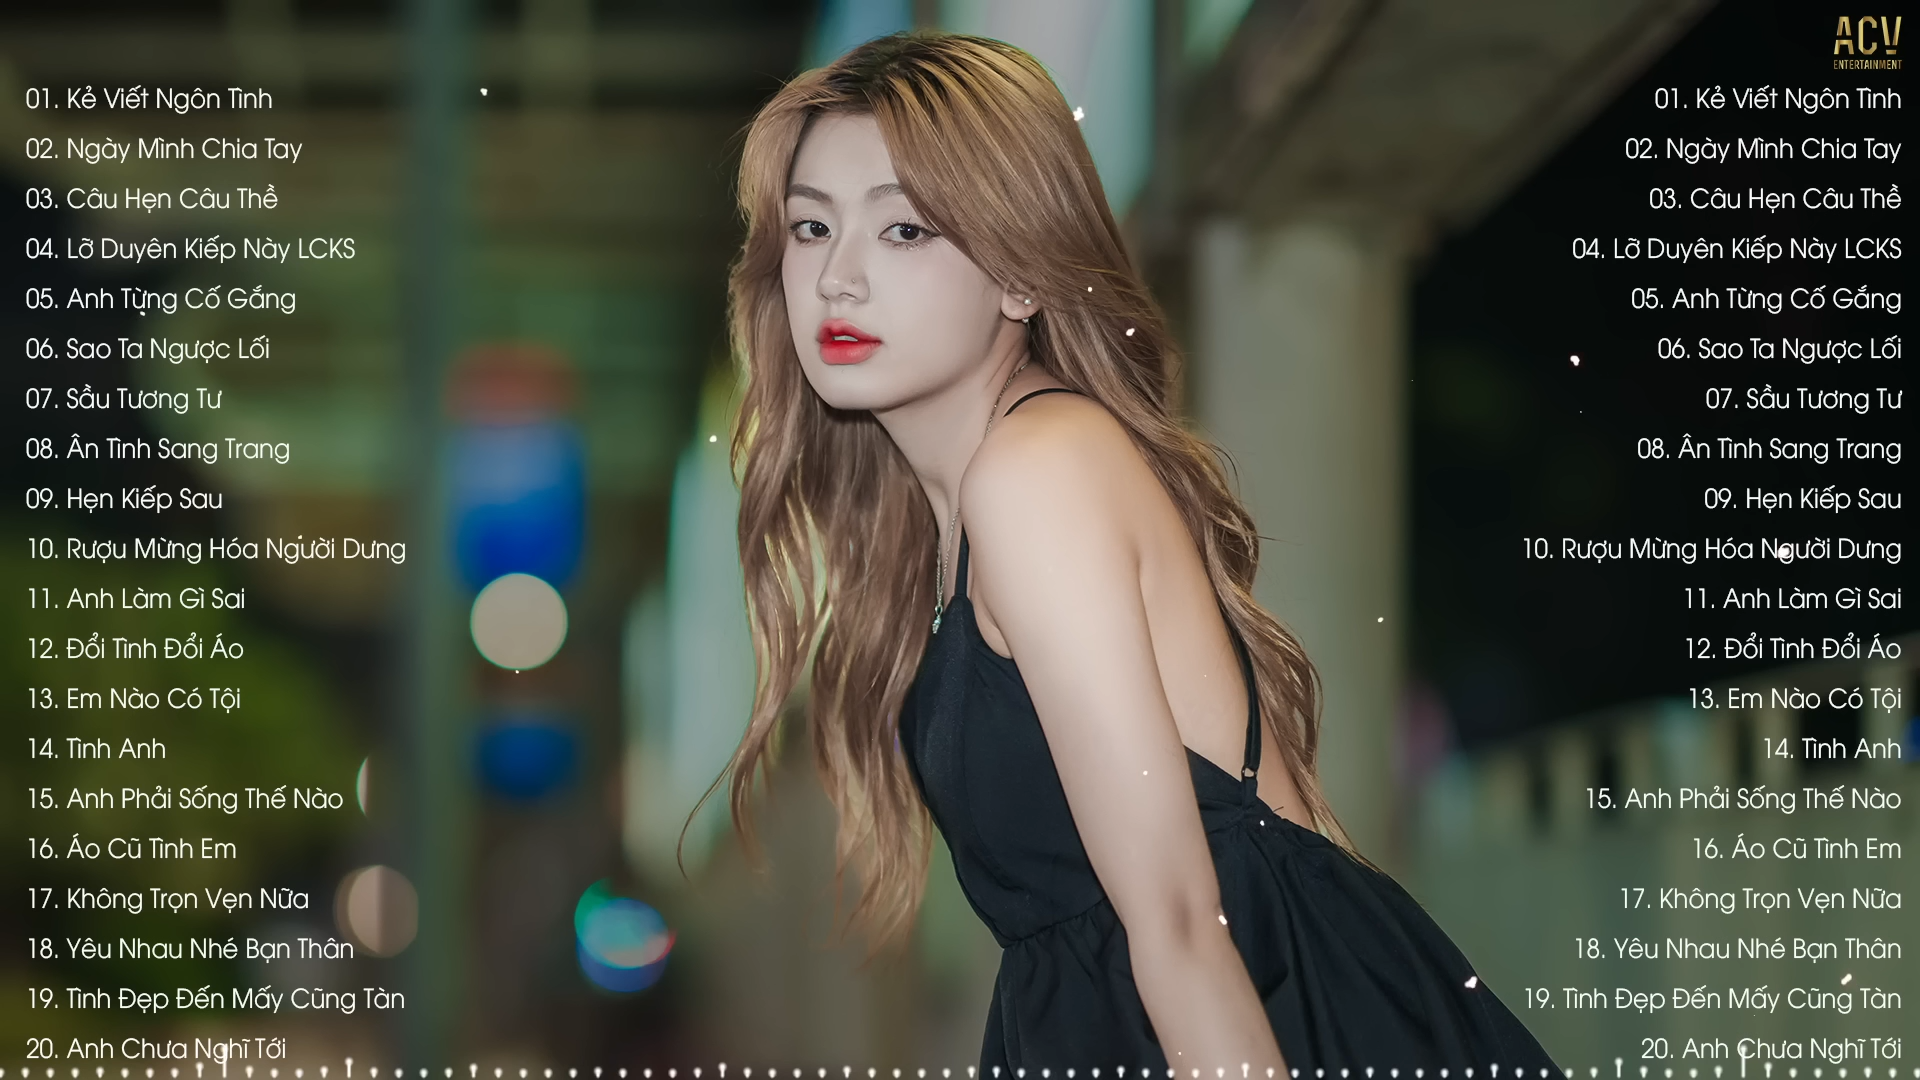 ACV
ENTERTAINMENT
01. Kẻ Viết Ngôn Tình
02. Ngày Mình Chia Tay
03. Câu Hẹn Câu Thề
04. Lỡ Duyên Kiếp Này LCKS
05. Anh Từng Cố Gắng
06. Sao Ta Ngược Lối
07. Sầu Tương Tư
08. Ân Tình Sang Trang
09. Hẹn Kiếp Sau
10. Rượu Mừng Hóa Người Dưng
11. Anh Làm Gì Sai
12. Đổi Tình Đổi Áo
13. Em Nào Có Tội
14. Tình Anh
15. Anh Phải Sống Thế Nào
16. Áo Cũ Tình Em
17. Không Trọn Vẹn Nữa
18. Yêu Nhau Nhé Bạn Thân
19. Tình Đẹp Đến Mấy Cũng Tàn
20. Anh Chưa Nghĩ Tới
01. Kẻ Viết Ngôn Tình
02. Ngày Mình Chia Tay
03. Câu Hẹn Câu Thề
04. Lỡ Duyên Kiếp Này LCKS
05. Anh Từng Cố Gắng
06. Sao Ta Ngược Lối
07. Sầu Tương Tư
08. Ân Tình Sang Trang
09. Hẹn Kiếp Sau
10. Rượu Mừng Hóa Người Dưng
11. Anh Làm Gì Sai
12. Đổi Tình Đổi Áo
13. Em Nào Có Tội
14. Tình Anh
15. Anh Phải Sống Thế Nào
16. Áo Cũ Tình Em
17. Không Trọn Vẹn Nữa
18. Yêu Nhau Nhé Bạn Thân
19. Tình Đẹp Đến Mấy Cũng Tàn
20. Anh Chưa Nghĩ Tới